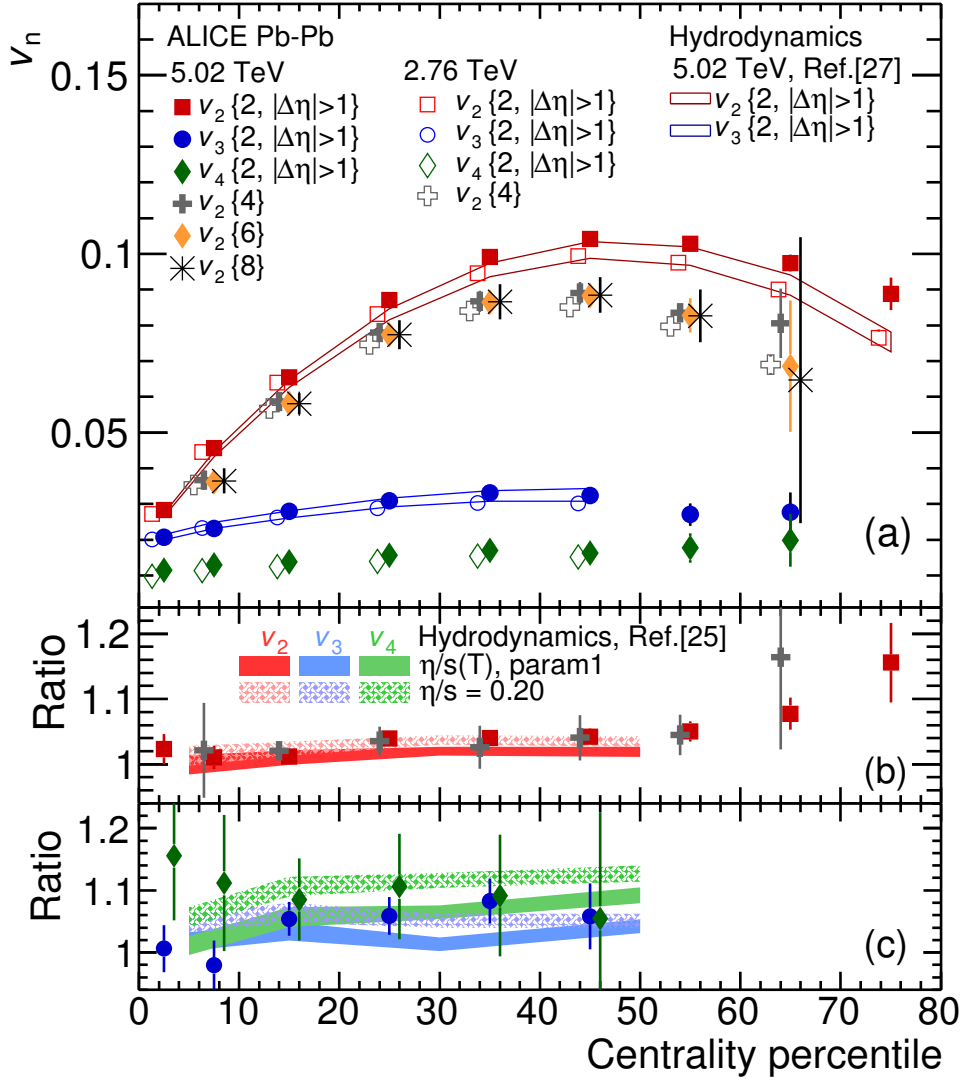 v_n
0.15
0.1
0.05
ALICE Pb-Pb
5.02 TeV
v_2 {2, |Δη|>1}
v_3 {2, |Δη|>1}
v_4 {2, |Δη|>1}
v_2 {4}
v_2 {6}
v_2 {8}
2.76 TeV
v_2 {2, |Δη|>1}
v_3 {2, |Δη|>1}
v_4 {2, |Δη|>1}
v_2 {4}
Hydrodynamics
5.02 TeV, Ref.[27]
v_2 {2, |Δη|>1}
v_3 {2, |Δη|>1}
(a)
Ratio
1.2
1.1
1
v_2 v_3 v_4 Hydrodynamics, Ref.[25]
η/s(T), param1
η/s = 0.20
(b)
Ratio
1.2
1.1
1
(c)
0 10 20 30 40 50 60 70 80
Centrality percentile